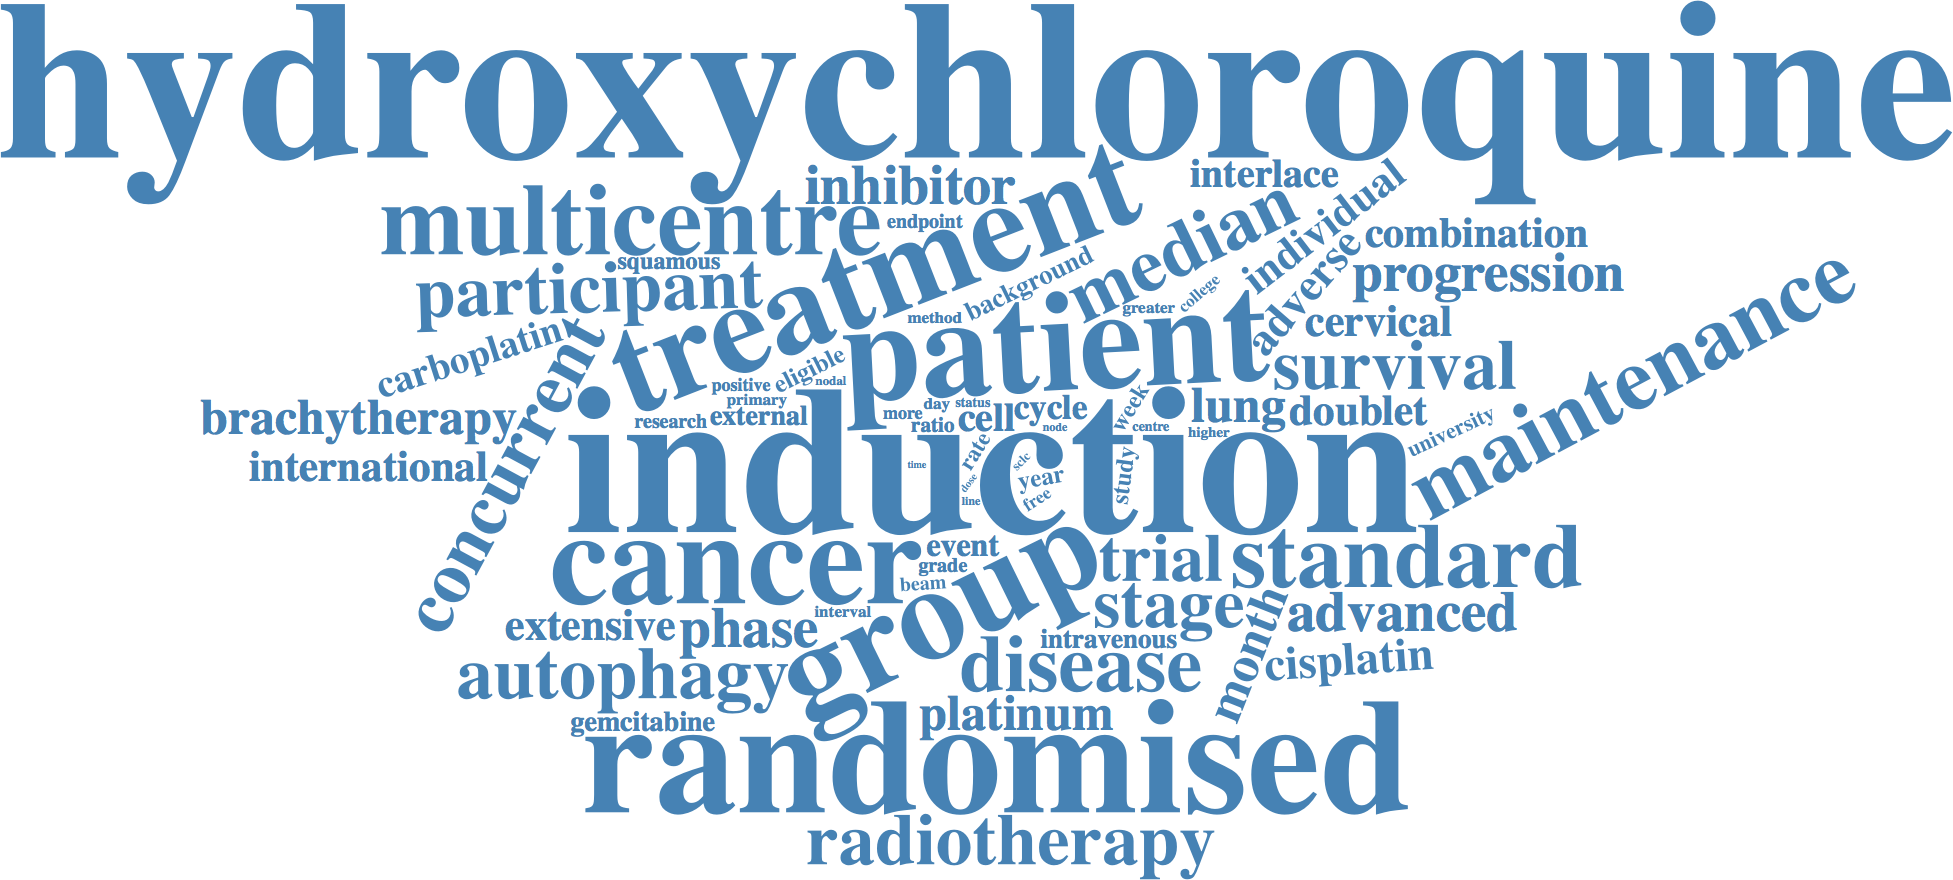 hydroxychloroquine
inhibitor
interlace
multicentre
endpoint
treatment
median
individual
combination
squamous
participant
background
adverse
progression
college
method
greater
patient
cervical
maintenance
carboplatin
concurrent
eligible
positive
nodal
survival
primary
brachytherapy
research
external
more
day
status
cell
cycle
week
lung
doublet
ratio
node
centre
higher
university
international
induction
time
rate
sclc
year
study
dose
line
free
cancer
event
group
trial
standard
grade
beam
interval
stage
month
advanced
extensive
phase
intravenous
autophagy
disease
cisplatin
gemcitabine
platinum
randomised
radiotherapy